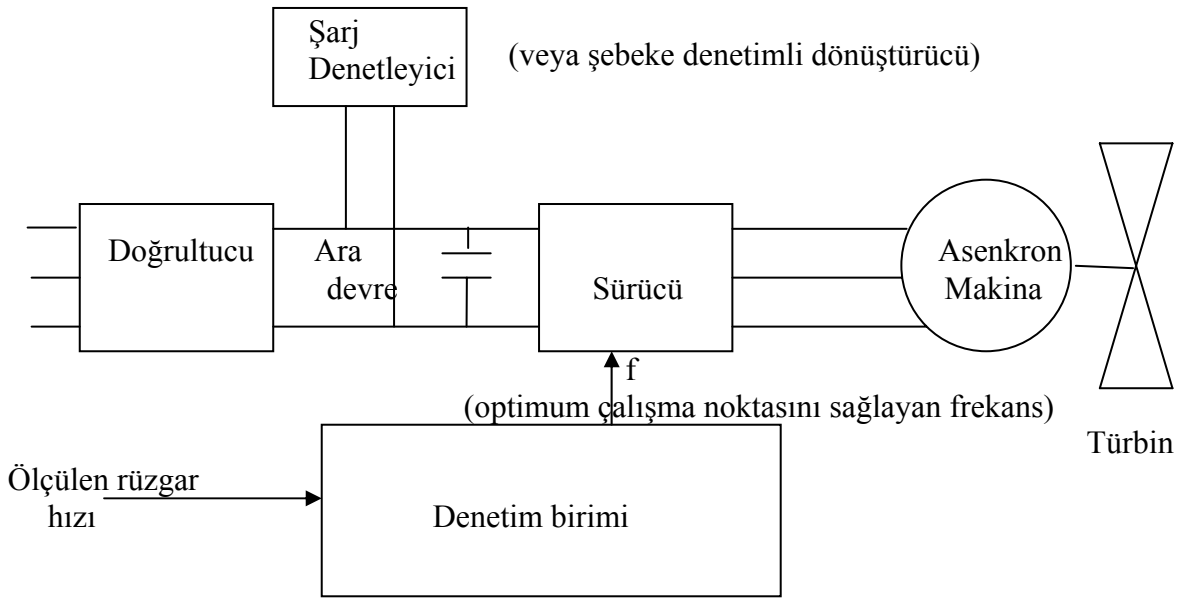 Şarj
Denetleyici
(veya şebeke denetimli dönüştürücü)
Doğrultucu
Ara
devre
Sürücü
Asenkron
Makina
f
(optimum çalışma noktasını sağlayan frekans)
Türbin
Ölçülen rüzgar
hızı
Denetim birimi